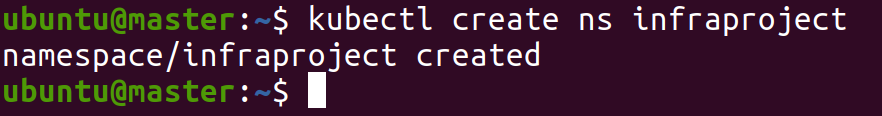 ubuntu@master:~$ kubectl create ns infraproject
namespace/infraproject created
ubuntu@master:~$